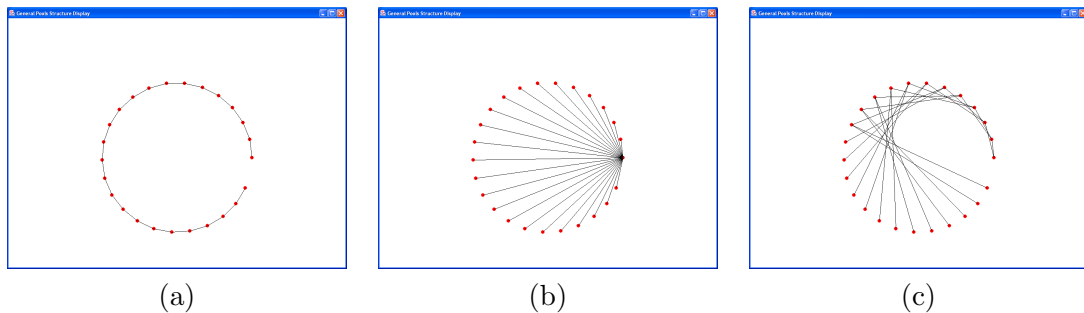 General Pools Structure Display
General Pools Structure Display
General Pools Structure Display
(a)
(b)
(c)